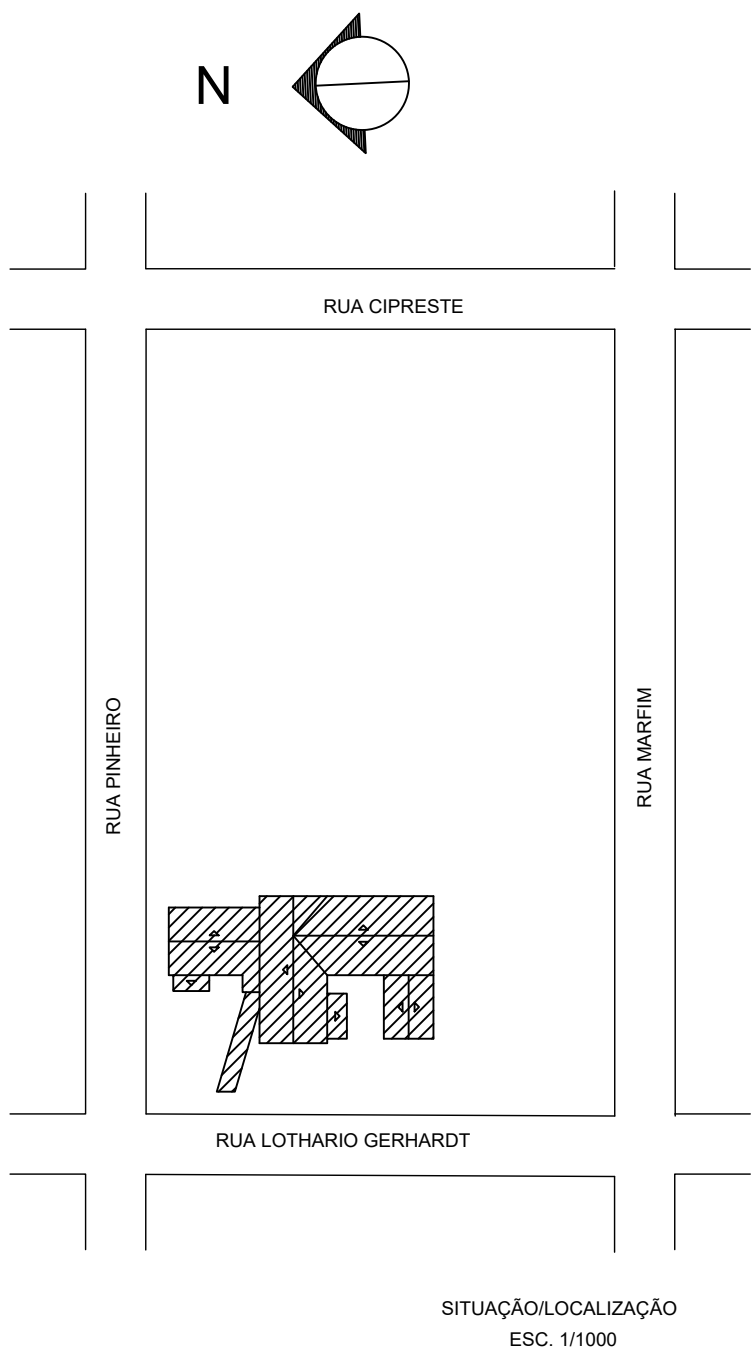 N
RUA CIPRESTE
RUA PINHEIRO
RUA MARFIM
RUA LOTHARIO GERHARDT
SITUAÇÃO/LOCALIZAÇÃO
ESC. 1/1000